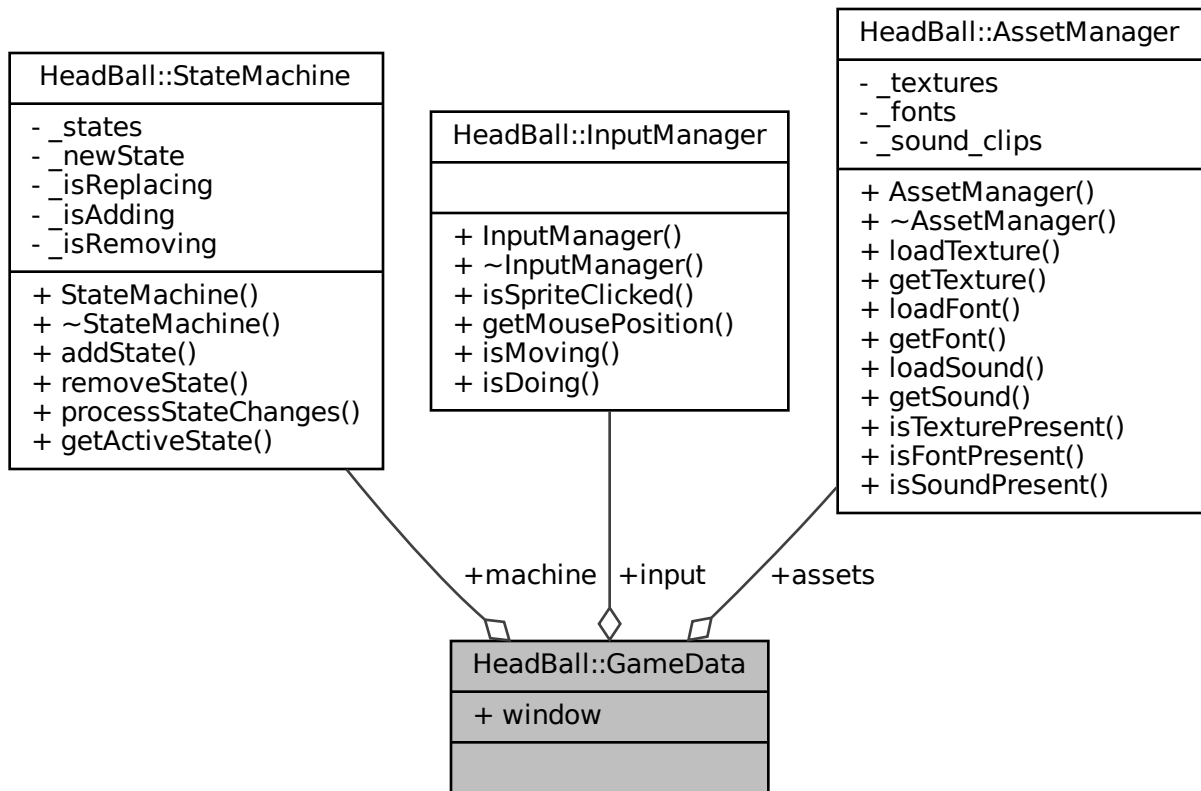 HeadBall::StateMachine
- _states
- _newState
- _isReplacing
- _isAdding
- _isRemoving
+ StateMachine()
+ ~StateMachine()
+ addState()
+ removeState()
+ processStateChanges()
+ getActiveState()
HeadBall::InputManager
+ InputManager()
+ ~InputManager()
+ isSpriteClicked()
+ getMousePosition()
+ isMoving()
+ isDoing()
HeadBall::AssetManager
- _textures
- _fonts
- _sound_clips
+ AssetManager()
+ ~AssetManager()
+ loadTexture()
+ getTexture()
+ loadFont()
+ getFont()
+ loadSound()
+ getSound()
+ isTexturePresent()
+ isFontPresent()
+ isSoundPresent()
+machine
+input
+assets
HeadBall::GameData
+ window